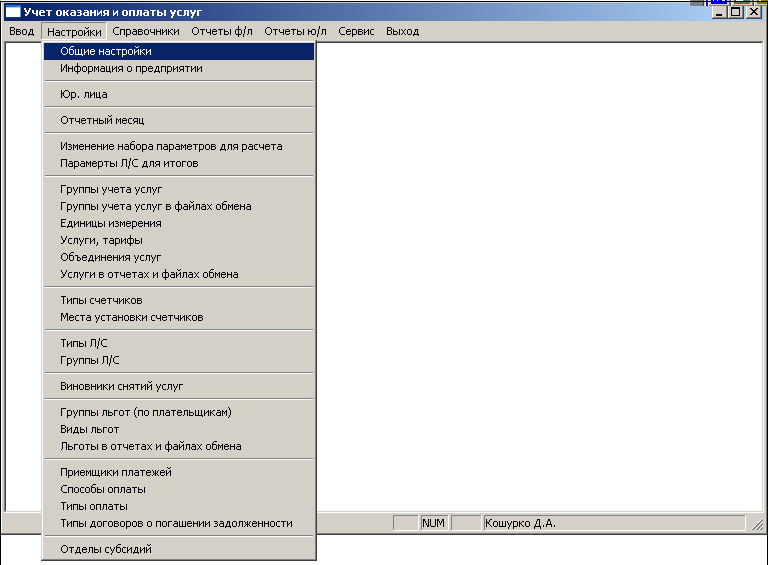 Учет оказания и оплаты услуг
Ввод Настройки Справочники Отчеты ф/л Отчеты ю/л Сервис Выход
Общие настройки
Информация о предприятии
Юр. лица
Отчетный месяц
Изменение набора параметров для расчета
Парамерты Л/С для итогов
Группы учета услуг
Группы учета услуг в файлах обмена
Единицы измерения
Услуги, тарифы
Объединения услуг
Услуги в отчетах и файлах обмена
Типы счетчиков
Места установки счетчиков
Типы Л/С
Группы Л/С
Виновники снятий услуг
Группы льгот (по плательщикам)
Виды льгот
Льготы в отчетах и файлах обмена
Приемщики платежей
Способы оплаты
Типы оплаты
Типы договоров о погашении задолженности
NUM Кошурко Д.А.
Отделы субсидий